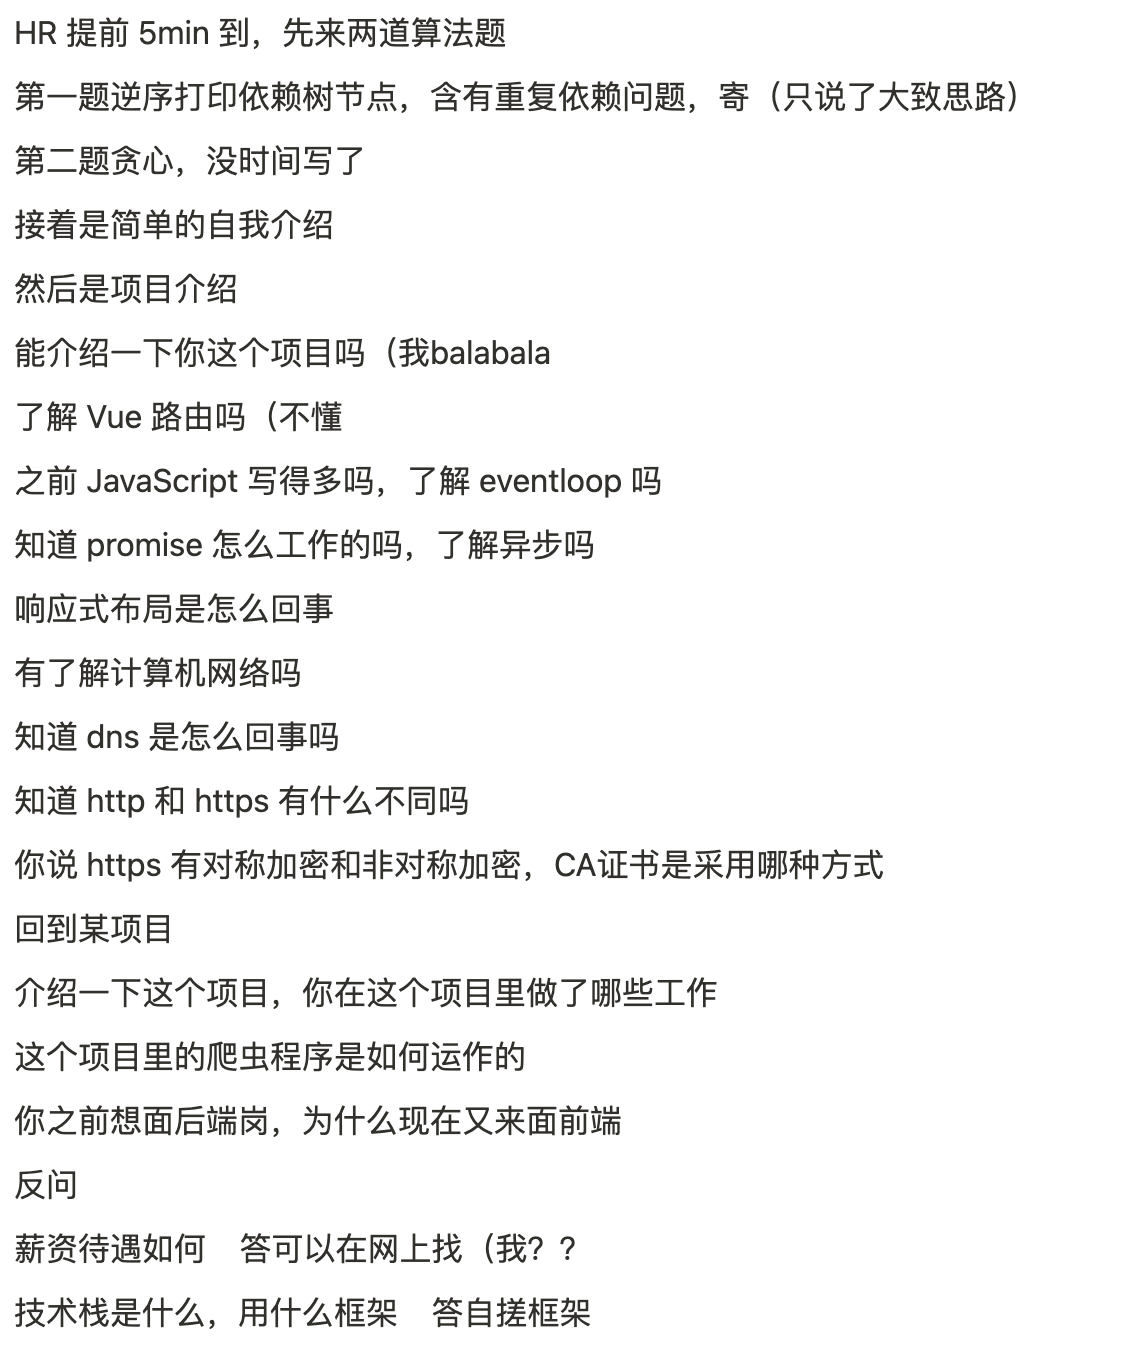 HR 提前 5min 到，先来两道算法题
第一题逆序打印依赖树节点，含有重复依赖问题，寄（只说了大致思路）
第二题贪心，没时间写了
接着是简单的自我介绍
然后是项目介绍
能介绍一下你这个项目吗（我balabala
了解 Vue 路由吗（不懂
之前 JavaScript 写得多吗，了解 eventloop 吗
知道 promise 怎么工作的吗，了解异步吗
响应式布局是怎么回事
有了解计算机网络吗
知道 dns 是怎么回事吗
知道 http 和 https 有什么不同吗
你说 https 有对称加密和非对称加密，CA证书是采用哪种方式
回到某项目
介绍一下这个项目，你在这个项目里做了哪些工作
这个项目里的爬虫程序是如何运作的
你之前想面后端岗，为什么现在又来面前端
反问
薪资待遇如何　答可以在网上找（我？？
技术栈是什么，用什么框架　答自搓框架